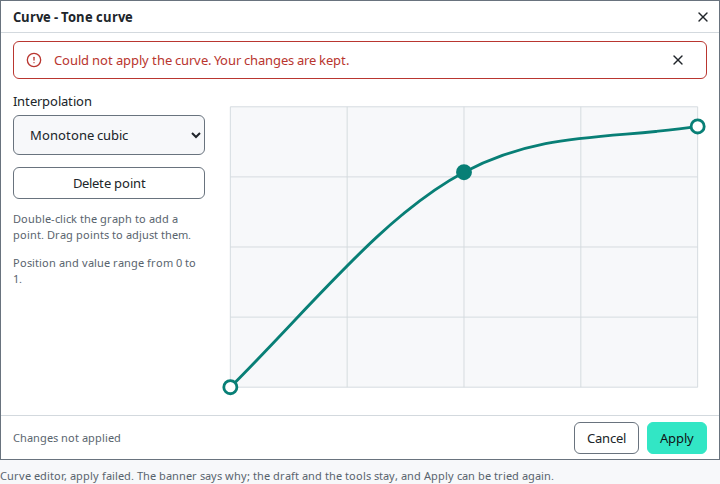 Curve - Tone curve
Could not apply the curve. Your changes are kept.
Interpolation
Monotone cubic
Delete point
Double-click the graph to add a
point. Drag points to adjust them.
Position and value range from 0 to
1.
Changes not applied
Cancel
Apply
Curve editor, apply failed. The banner says why; the draft and the tools stay, and Apply can be tried again.